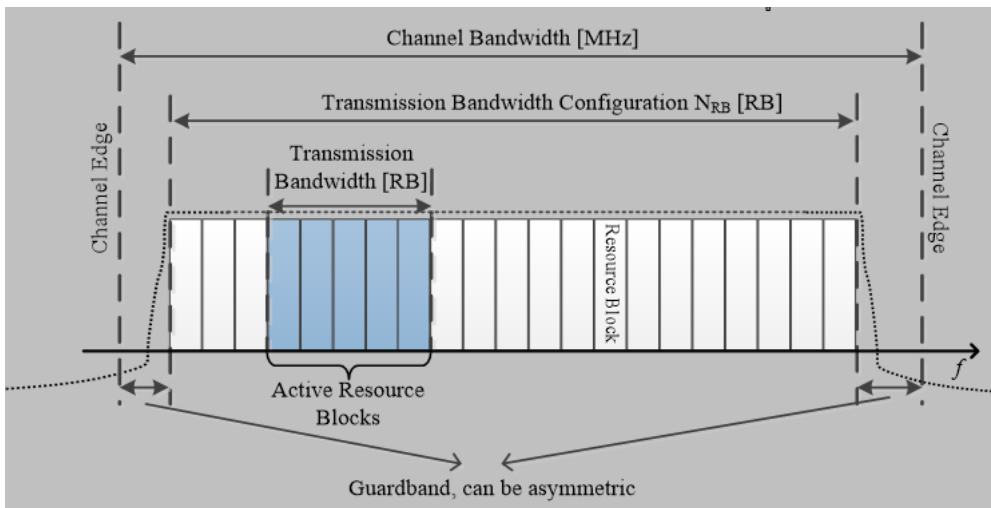 Channel Bandwidth [MHz]
Transmission Bandwidth Configuration NRB [RB]
Transmission
Bandwidth [RB]
Channel Edge
Channel Edge
Resource Block
f
Active Resource
Blocks
Guardband, can be asymmetric